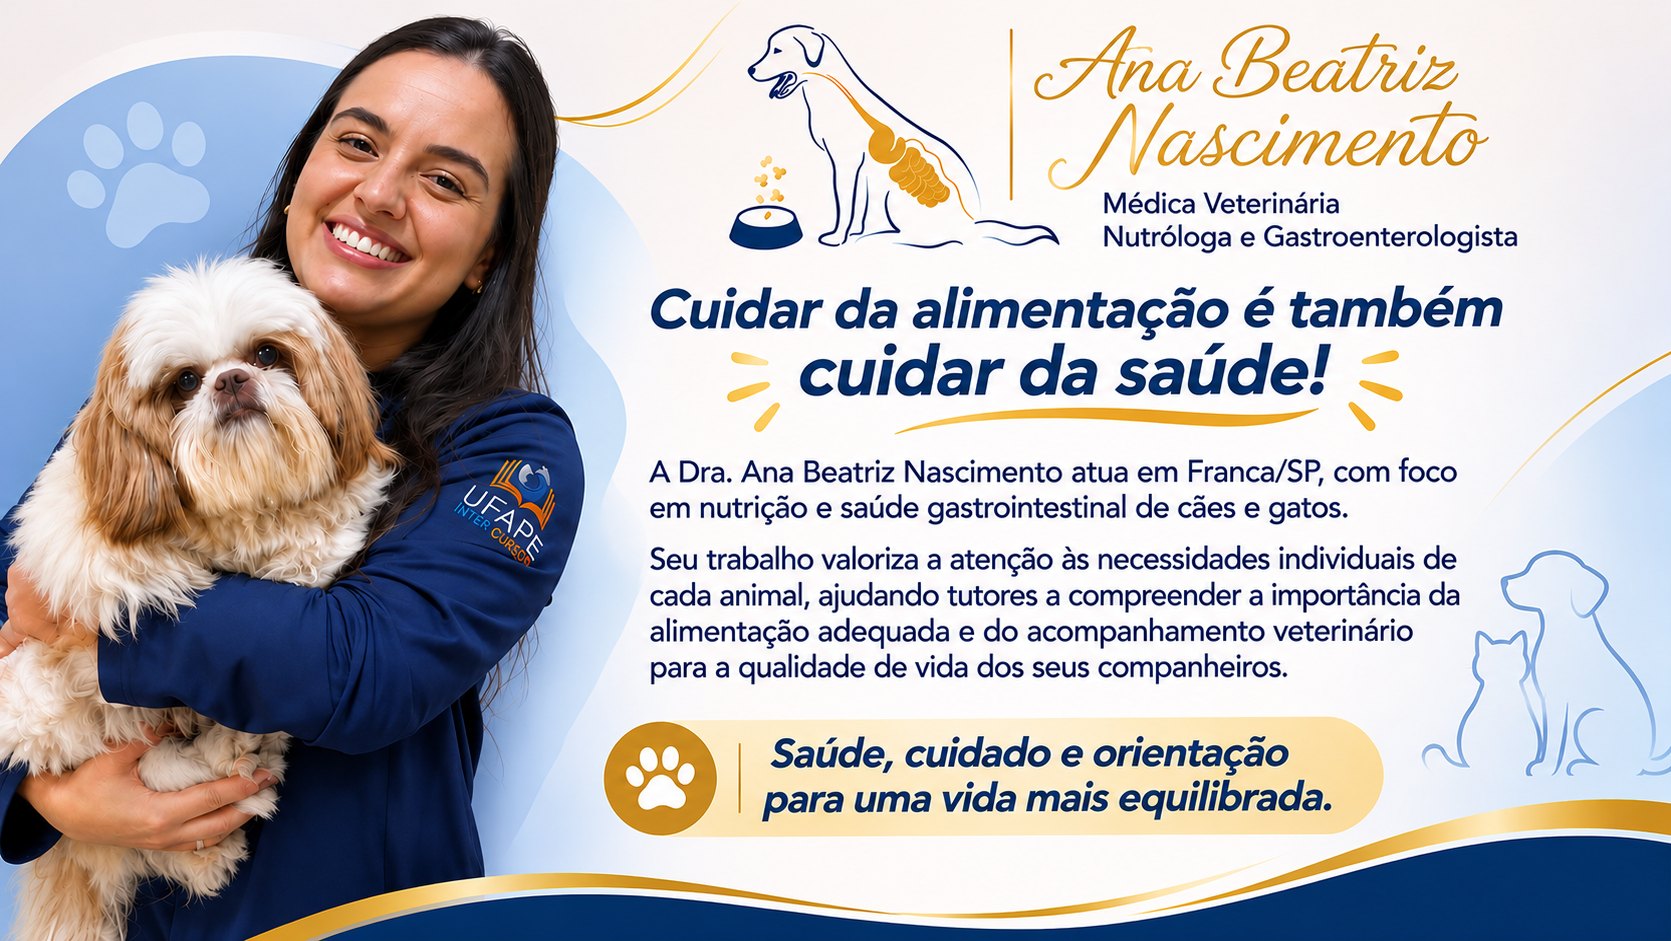 Ana Beatriz
Nascimento
Médica Veterinária
Nutróloga e Gastroenterologista
Cuidar da alimentação é também
cuidar da saúde!
A Dra. Ana Beatriz Nascimento atua em Franca/SP, com foco
em nutrição e saúde gastrointestinal de cães e gatos.
Seu trabalho valoriza a atenção às necessidades individuais de
cada animal, ajudando tutores a compreender a importância da
alimentação adequada e do acompanhamento veterinário
para a qualidade de vida dos seus companheiros.
Saúde, cuidado e orientação
para uma vida mais equilibrada.
UFAPE
INTER CURSOS